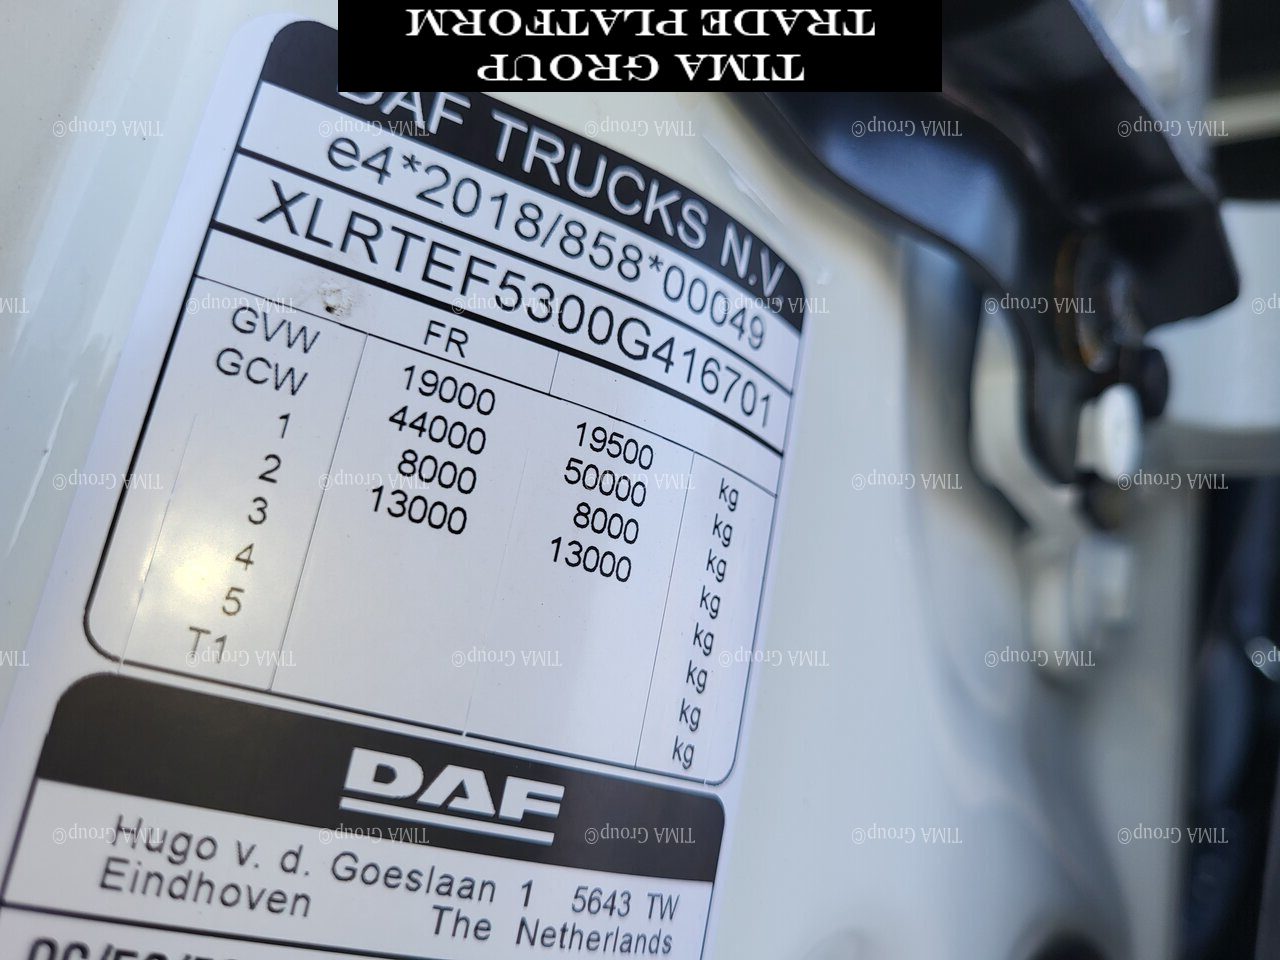 TIMA GROUP
TRADE PLATFORM
DAF TRUCKS N.V
e4*2018/858*00049
XLRTEF5300G416701
FR
GVW 19000 19500 kg
GCW 44000 50000 kg
1 8000 8000 kg
2 13000 13000 kg
3 kg
4 kg
5 kg
T1 kg
DAF
Hugo v. d. Goeslaan 1 5643 TW
Eindhoven The Netherlands
© TIMA Group